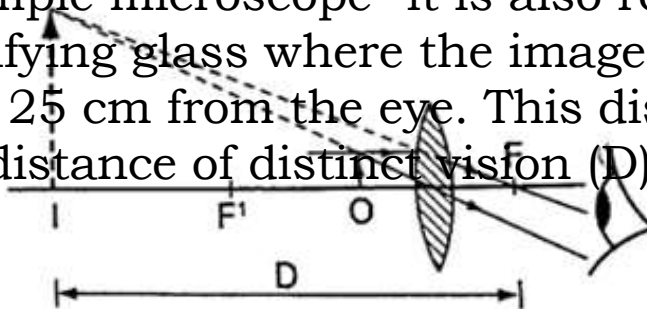 mple microscope" It is also re
ifying glass where the image
25 cm from the eye. This dis
distance of distinct vision (D)
F
I F¹ O
D